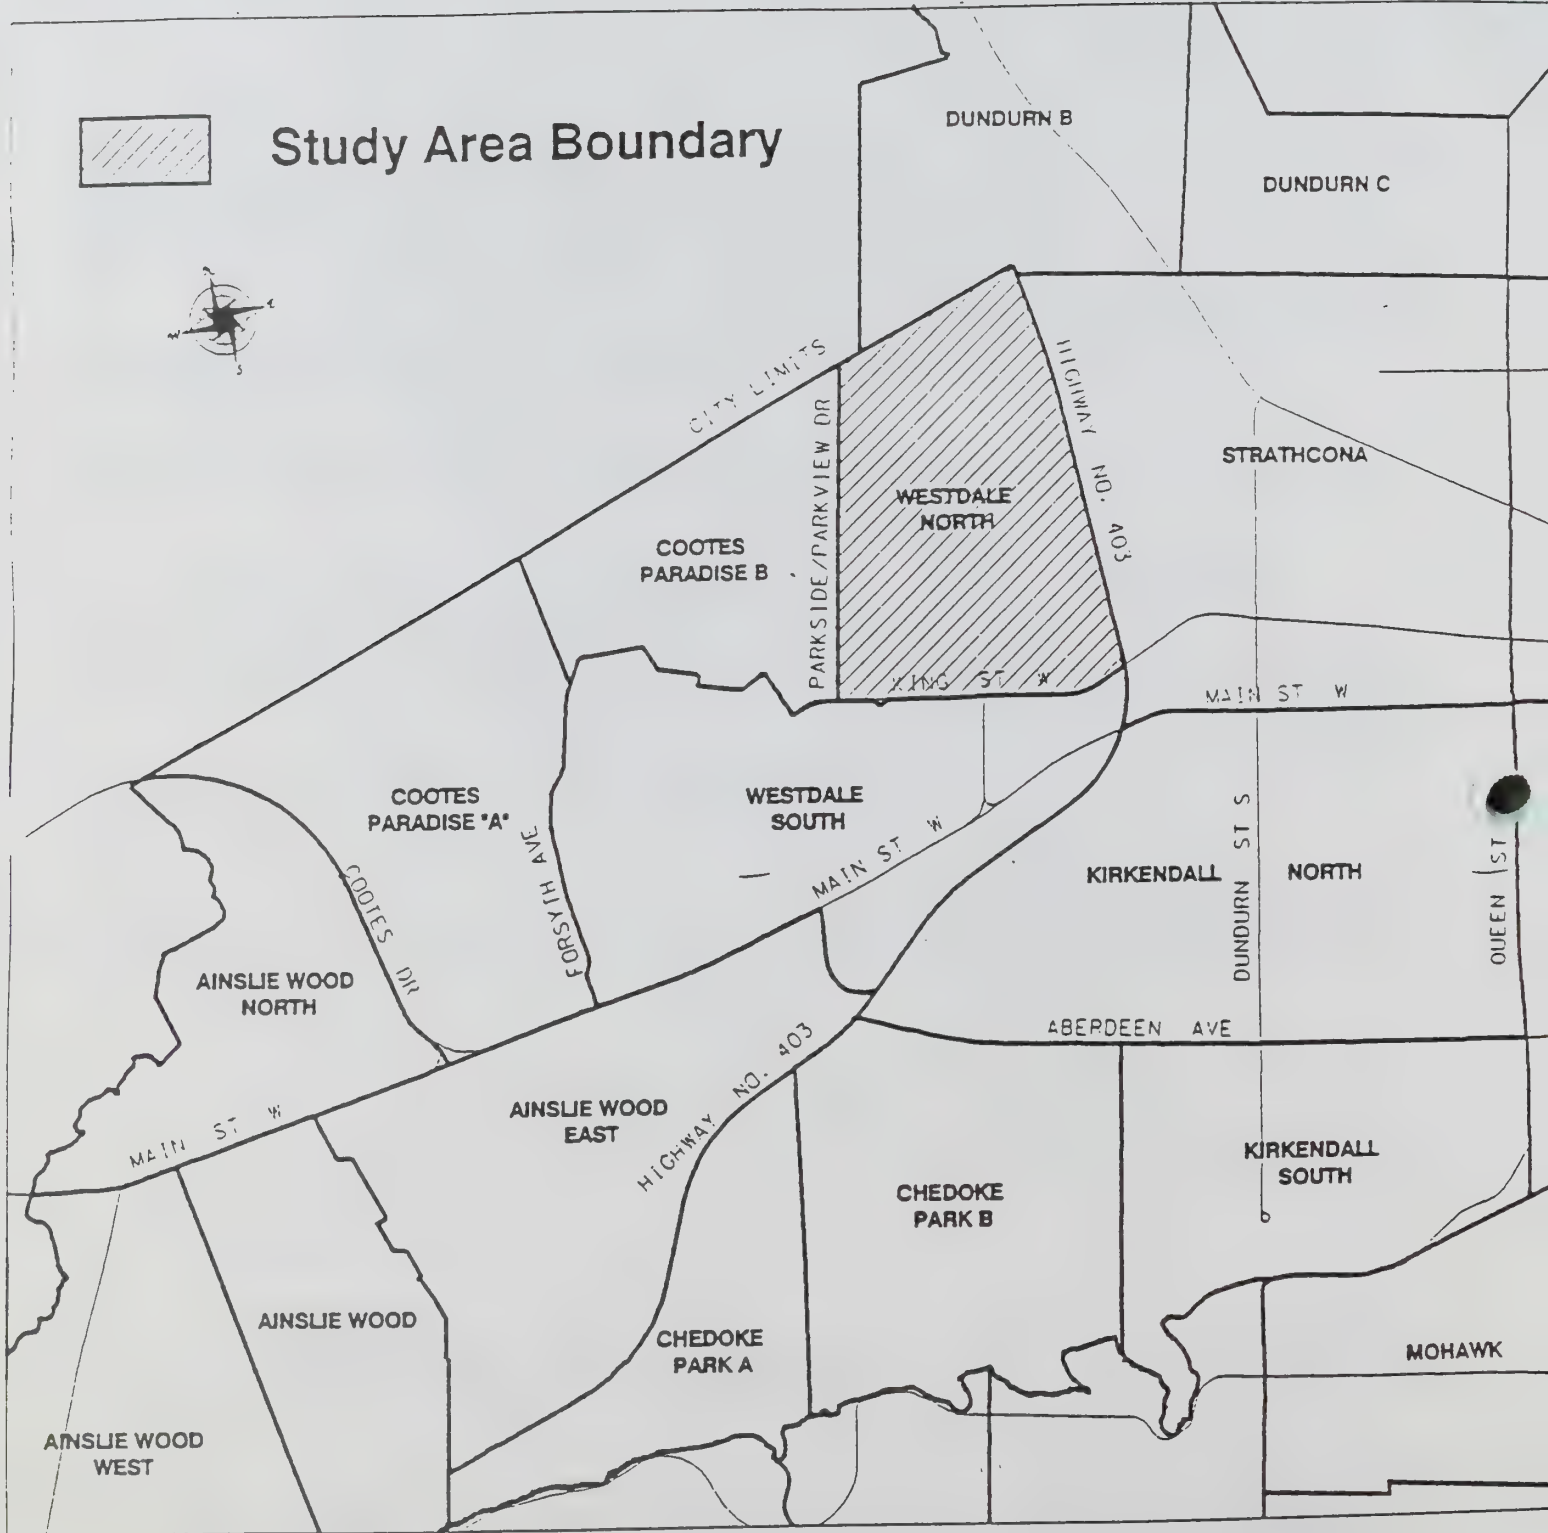 DUNDURN B
Study Area Boundary
DUNDURN C
N
E
W
S
CITY LIMITS
HIGHWAY NO. 403
PARKSIDE/PARKVIEW DR
STRATHCONA
WESTDALE
NORTH
COOTES
PARADISE B
KING ST W
MAIN ST W
COOTES
PARADISE "A"
WESTDALE
SOUTH
FORSYTH AVE
MAIN ST W
COOTES DR
KIRKENDALL NORTH
DUNDURN ST S
QUEEN ST
AINSLIE WOOD
NORTH
ABERDEEN AVE
HIGHWAY NO. 403
AINSLIE WOOD
EAST
MAIN ST W
KIRKENDALL
SOUTH
CHEDOKE
PARK B
AINSLIE WOOD
CHEDOKE
PARK A
MOHAWK
AINSLIE WOOD
WEST